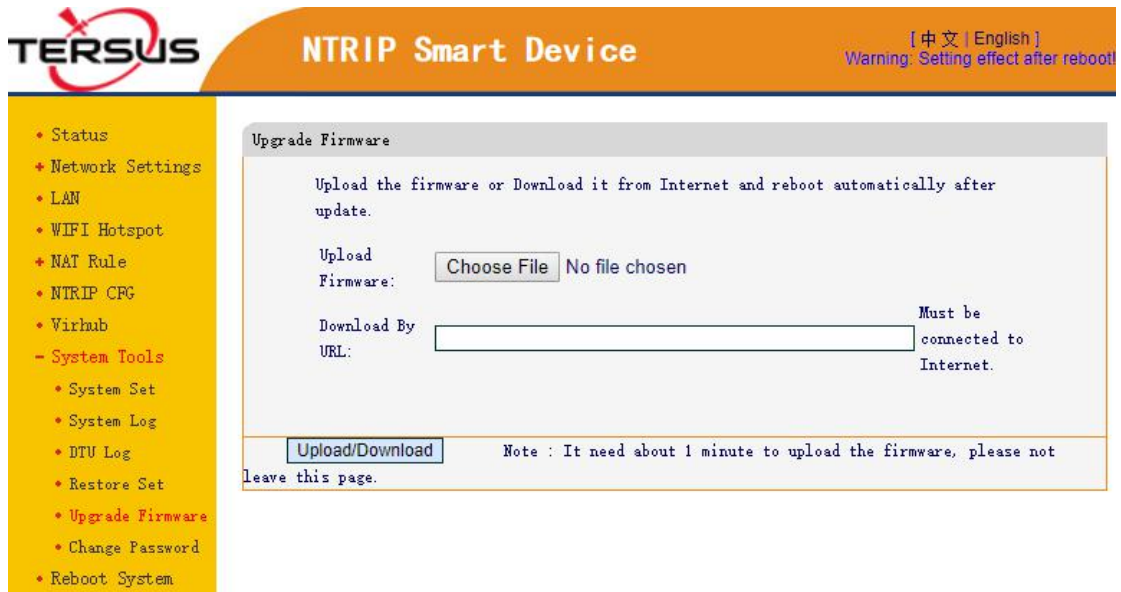 TERSUS
NTRIP Smart Device
[ 中 文 | English ]
Warning: Setting effect after reboot!
Status
Network Settings
LAN
WIFI Hotspot
NAT Rule
NTRIP CFG
Virhub
System Tools
System Set
System Log
DTU Log
Restore Set
Upgrade Firmware
Change Password
Reboot System
Upgrade Firmware
Upload the firmware or Download it from Internet and reboot automatically after
update.
Upload
Firmware:
Choose File No file chosen
Download By
URL:
Must be
connected to
Internet.
Upload/Download Note : It need about 1 minute to upload the firmware, please not
leave this page.